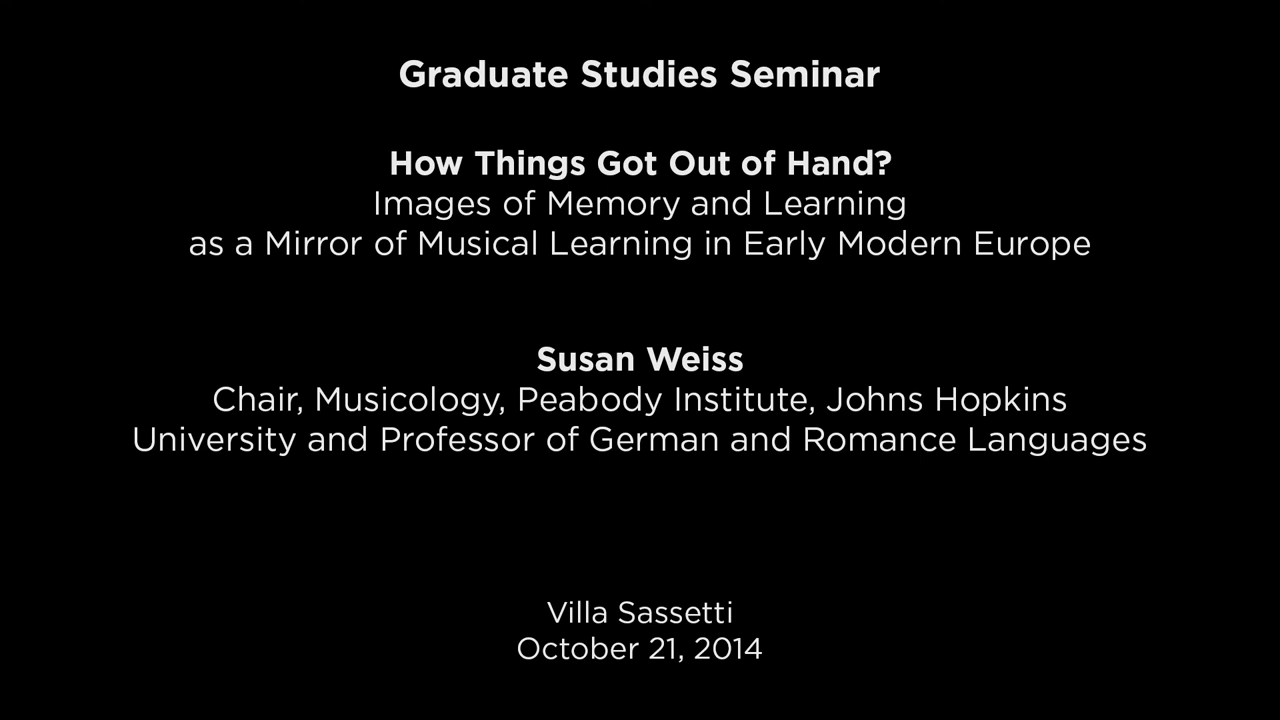 Graduate Studies Seminar
How Things Got Out of Hand?
Images of Memory and Learning
as a Mirror of Musical Learning in Early Modern Europe
Susan Weiss
Chair, Musicology, Peabody Institute, Johns Hopkins
University and Professor of German and Romance Languages
Villa Sassetti
October 21, 2014